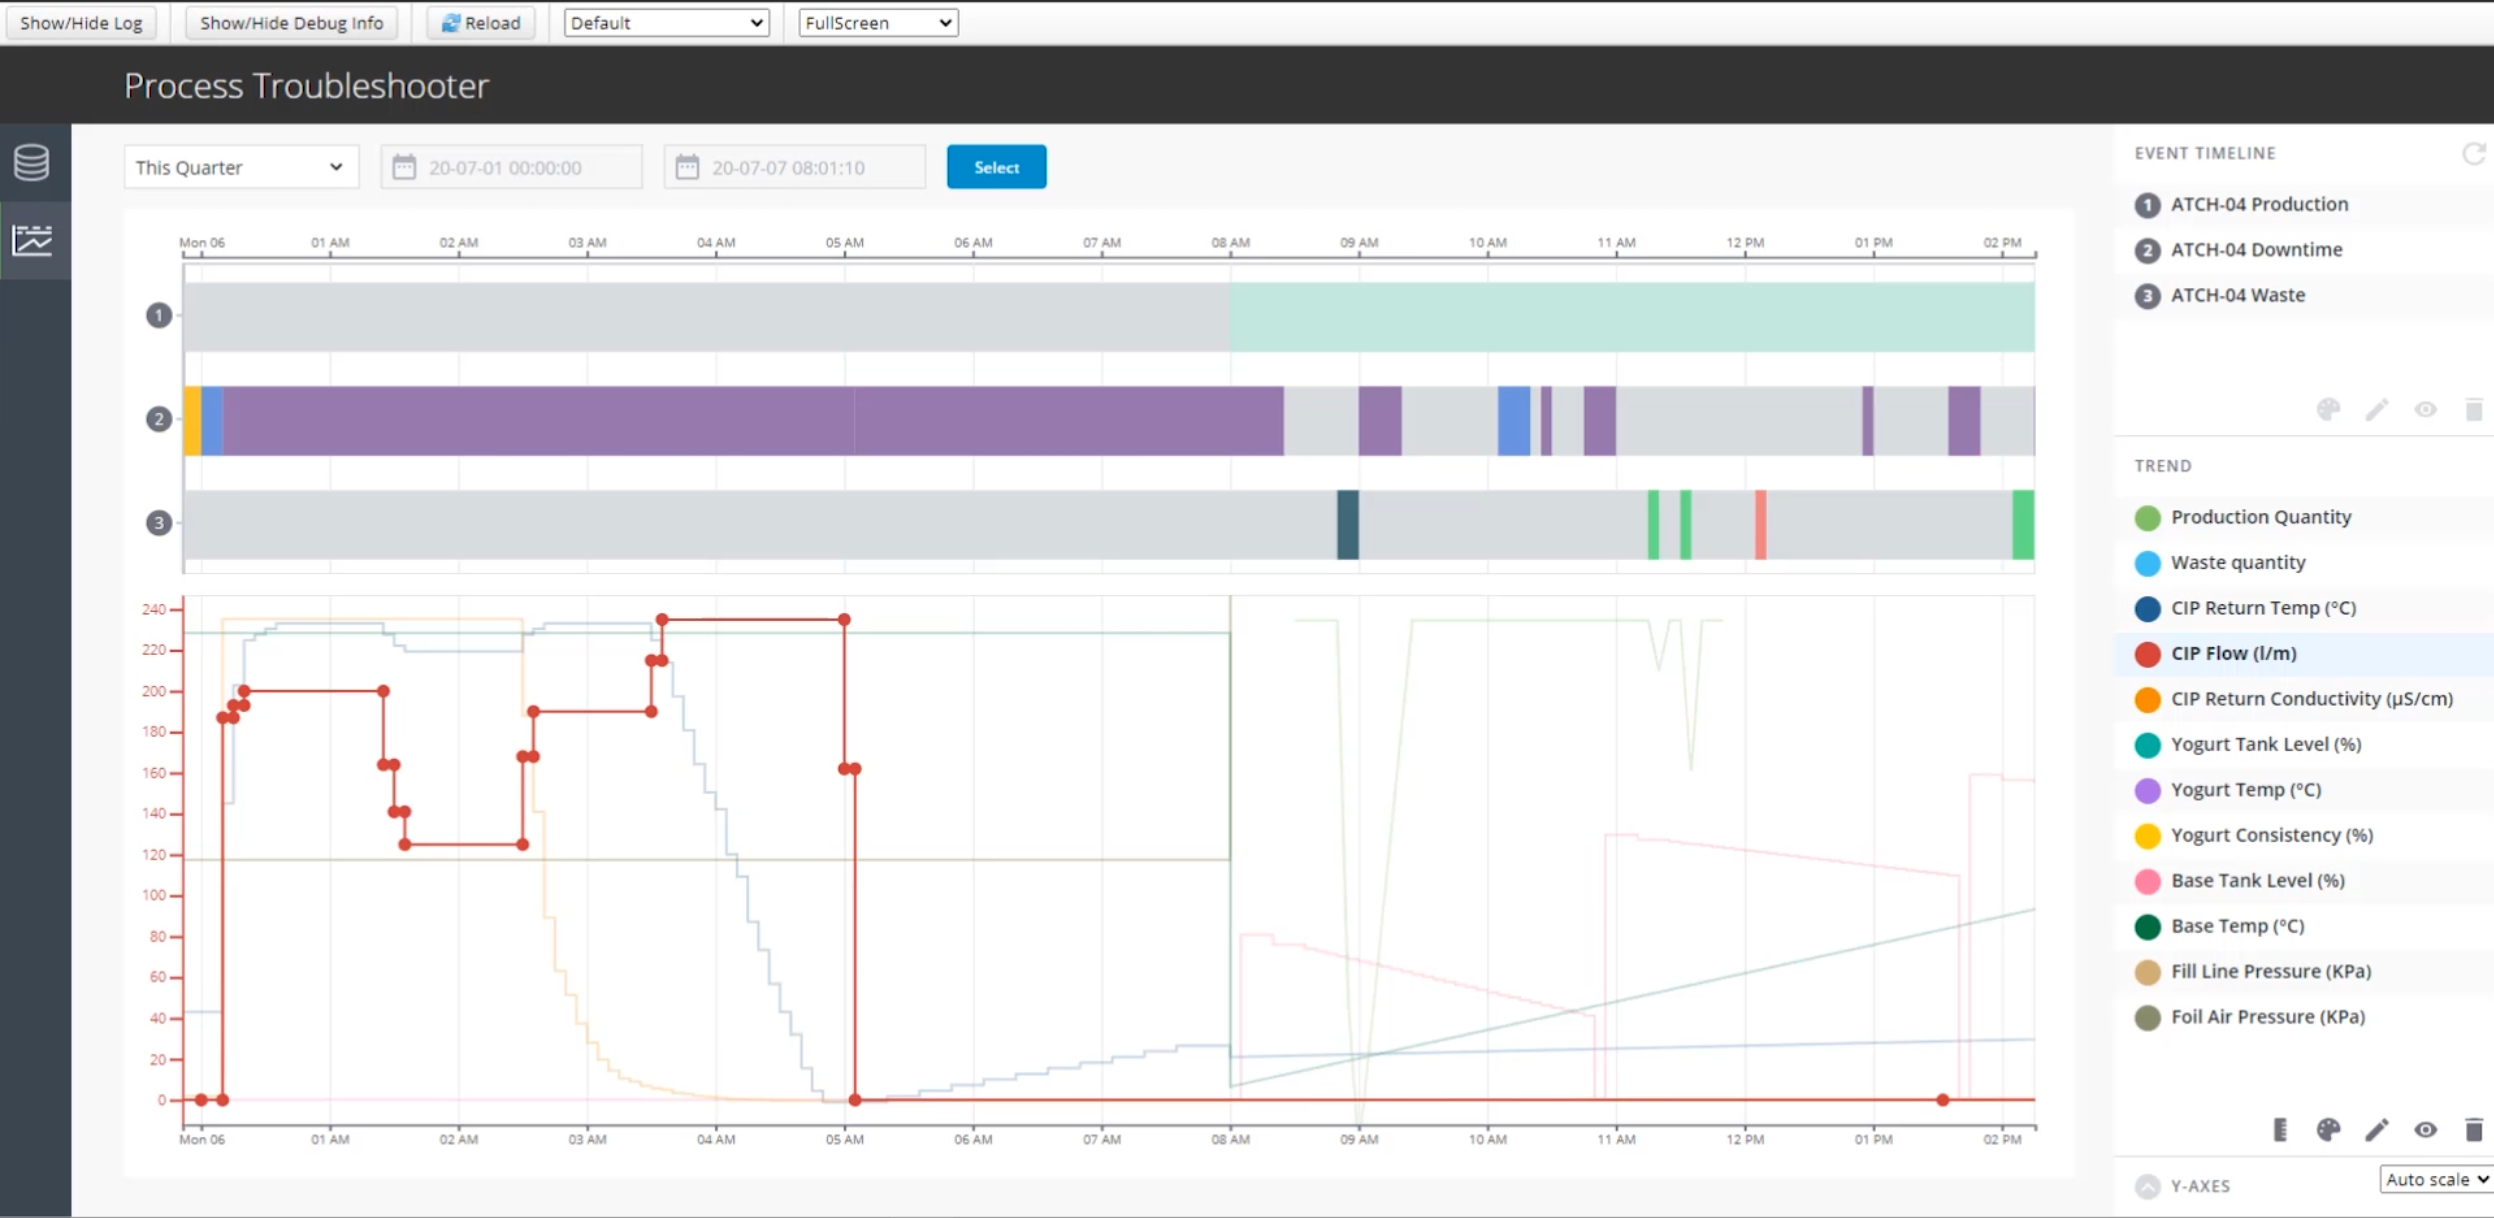 Show/Hide Log
Show/Hide Debug Info
Reload
Default
FullScreen
Process Troubleshooter
This Quarter
20-07-01 00:00:00
20-07-07 08:01:10
Select
Mon 06 01 AM 02 AM 03 AM 04 AM 05 AM 06 AM 07 AM 08 AM 09 AM 10 AM 11 AM 12 PM 01 PM 02 PM
1
2
3
240
220
200
180
160
140
120
100
80
60
40
20
0
Mon 06 01 AM 02 AM 03 AM 04 AM 05 AM 06 AM 07 AM 08 AM 09 AM 10 AM 11 AM 12 PM 01 PM 02 PM
EVENT TIMELINE
1 ATCH-04 Production
2 ATCH-04 Downtime
3 ATCH-04 Waste
TREND
Production Quantity
Waste quantity
CIP Return Temp (°C)
CIP Flow (l/m)
CIP Return Conductivity (µS/cm)
Yogurt Tank Level (%)
Yogurt Temp (°C)
Yogurt Consistency (%)
Base Tank Level (%)
Base Temp (°C)
Fill Line Pressure (KPa)
Foil Air Pressure (KPa)
Y-AXES
Auto scale